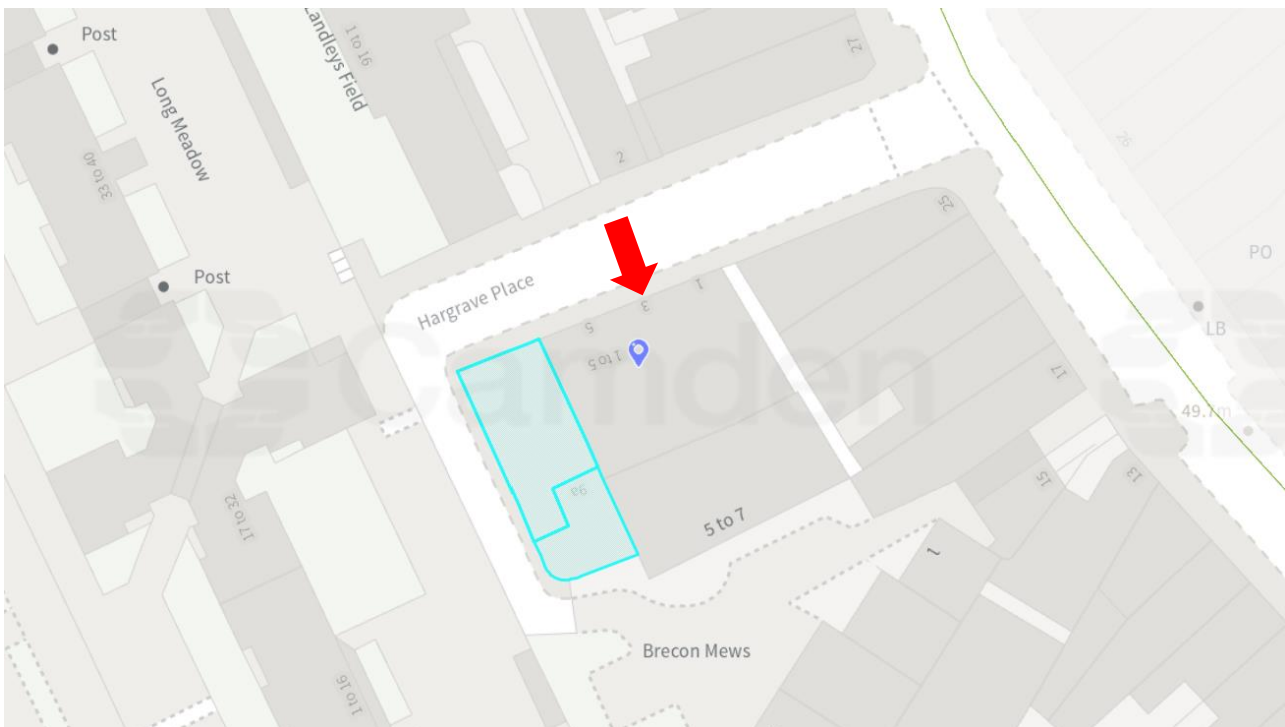 Post
Landleys Field
1 to 16
27
Long Meadow
33 to 40
2
26
25
PO
Post
Hargrave Place
1
3
5
1 to 5
LB
Camden
17
49.7m
9a
17 to 32
5 to 7
15
13
1
Brecon Mews
1 to 16